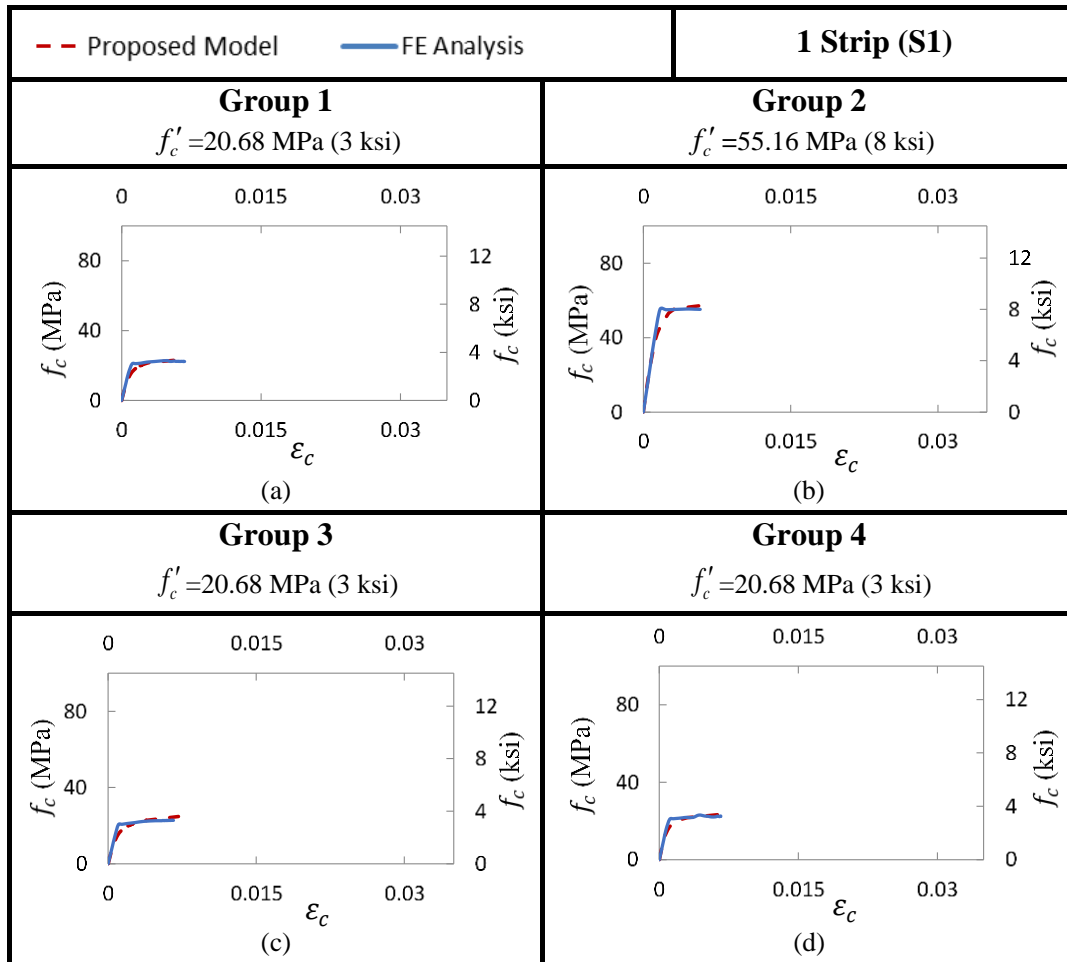 Proposed Model FE Analysis 1 Strip (S1)
Group 1
f′c =20.68 MPa (3 ksi)
Group 2
f′c =55.16 MPa (8 ksi)
0 0.015 0.03
80
40
0
12
8
4
0
fc (MPa)
fc (ksi)
0 0.015 0.03
εc
(a)
0 0.015 0.03
80
40
0
12
8
4
0
fc (MPa)
fc (ksi)
0 0.015 0.03
εc
(b)
Group 3
f′c =20.68 MPa (3 ksi)
Group 4
f′c =20.68 MPa (3 ksi)
0 0.015 0.03
80
40
0
12
8
4
0
fc (MPa)
fc (ksi)
0 0.015 0.03
εc
(c)
0 0.015 0.03
80
40
0
12
8
4
0
fc (MPa)
fc (ksi)
0 0.015 0.03
εc
(d)